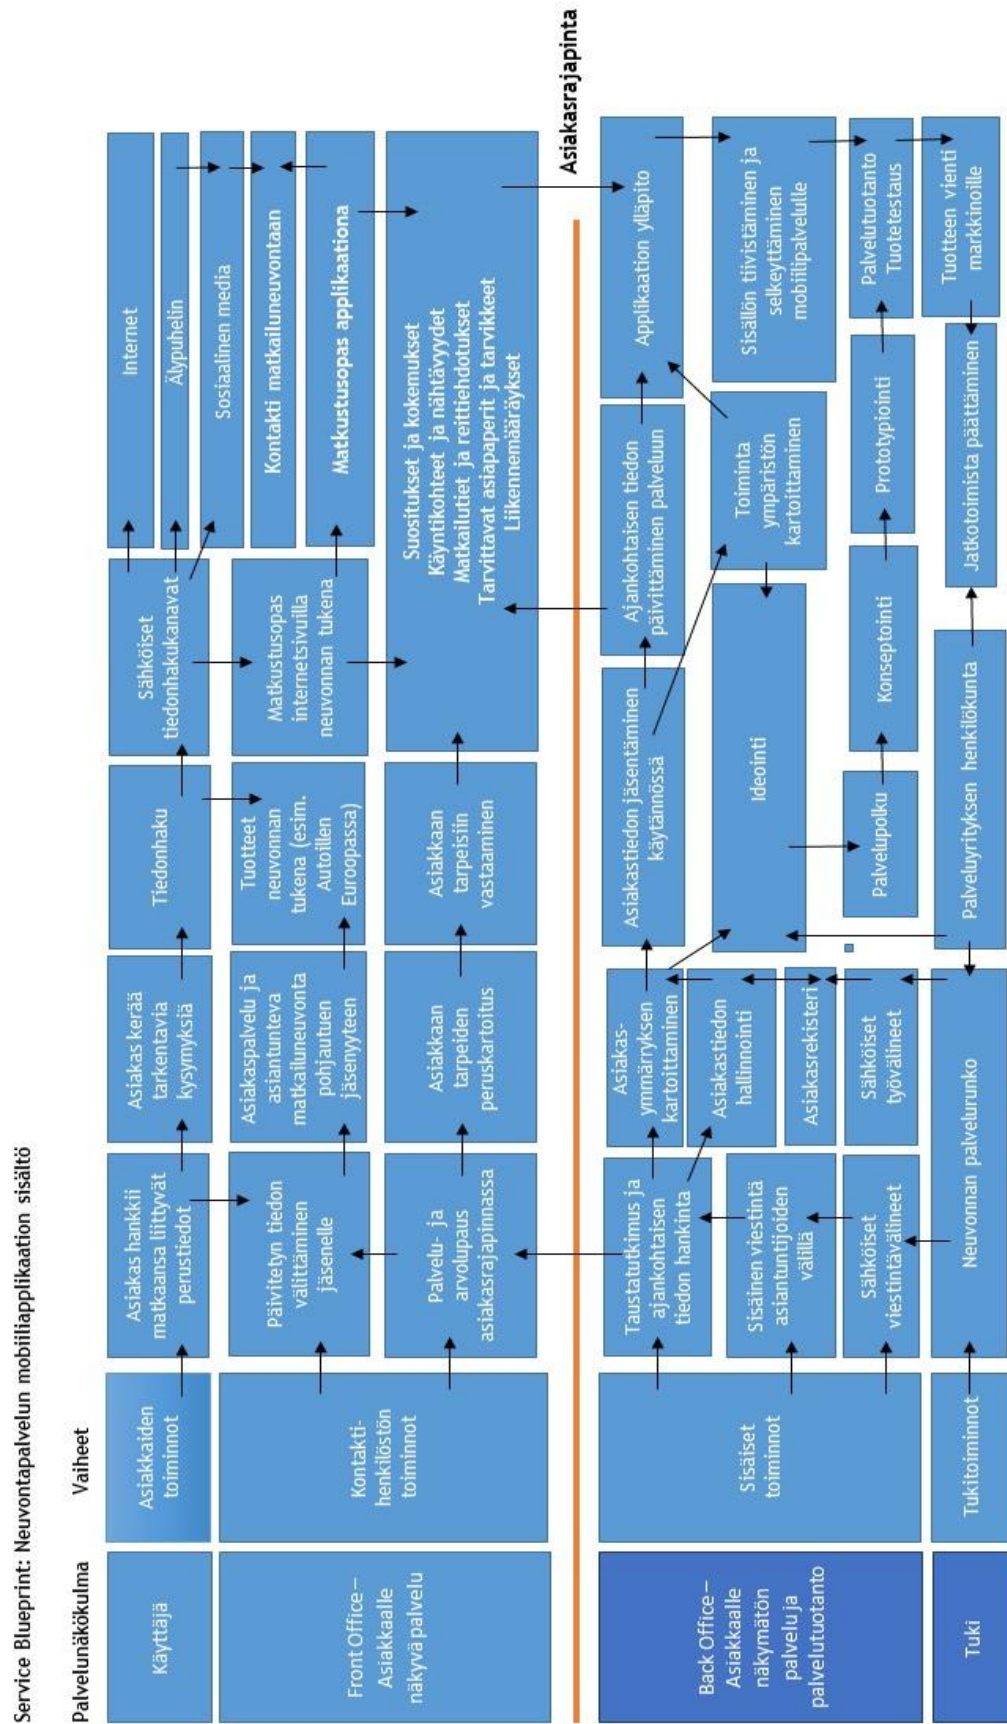 Service Blueprint: Neuvontapalvelun mobiiliapplikaation sisältö
Palvelunäkökulma
Vaiheet
Käyttäjä
Asiakkaiden
toiminnot
Asiakas hankkii
matkaansa liittyvät
perustiedot
Asiakas kerää
tarkentavia
kysymyksiä
Tiedonhaku
Sähköiset
tiedonhakukanavat
Internet
Älypuhelin
Sosiaalinen media
Kontakti matkailuneuvontaan
Matkustusopas applikaationa
Front Office –
Asiakkaalle
näkyvä palvelu
Kontakti-
henkilöstön
toiminnot
Päivitetyn tiedon
välittäminen
jäsenelle
Asiakaspalvelu ja
asiantunteva
matkailuneuvonta
pohjautuen
jäsenyyteen
Tuotteet
neuvonnan
tukena (esim.
Autoillen
Euroopassa)
Matkustusopas
internetsivuilla
neuvonnan tukena
Palvelu- ja
arvolupaus
asiakasrajapinnassa
Asiakkaan
tarpeiden
peruskartoitus
Asiakkaan
tarpeisiin
vastaaminen
Suositukset ja kokemukset
Käyntikohteet ja nähtävyydet
Matkailutiet ja reittiehdotukset
Tarvittavat asiapaperit ja tarvikkeet
Liikennemääräykset
Asiakasrajapinta
Back Office –
Asiakkaalle
näkymätön
palvelu ja
palvelutuotanto
Sisäiset
toiminnot
Taustatutkimus ja
ajankohtaisen
tiedon hankinta
Asiakas-
ymmärryksen
kartoittaminen
Asiakastiedon jäsentäminen
käytännössä
Ajankohtaisen tiedon
päivittäminen palveluun
Applikaation ylläpito
Sisäinen viestintä
asiantuntijoiden
välillä
Asiakastiedon
hallinnointi
Ideointi
Toiminta
ympäristön
kartoittaminen
Sisällön tiivistäminen ja
selkeyttäminen
mobiilipalvelulle
Asiakasrekisteri
Sähköiset
viestintävälineet
Sähköiset
työvälineet
Palvelupolku
Konseptointi
Prototypiointi
Palvelutuotanto
Tuotetestaus
Tuki
Tukitoiminnot
Neuvonnan palvelurunko
Palveluyrityksen henkilökunta
Jatkotoimista päättäminen
Tuotteen vienti
markkinoille